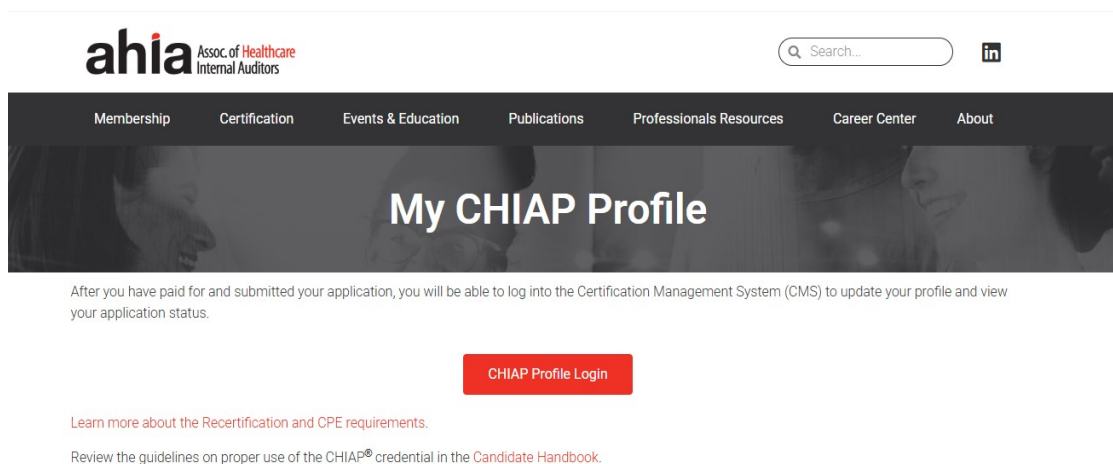 ahia Assoc. of Healthcare
Internal Auditors
Search...
in
Membership Certification Events & Education Publications Professionals Resources Career Center About
My CHIAP Profile
After you have paid for and submitted your application, you will be able to log into the Certification Management System (CMS) to update your profile and view
your application status.
CHIAP Profile Login
Learn more about the Recertification and CPE requirements.
Review the guidelines on proper use of the CHIAP® credential in the Candidate Handbook.